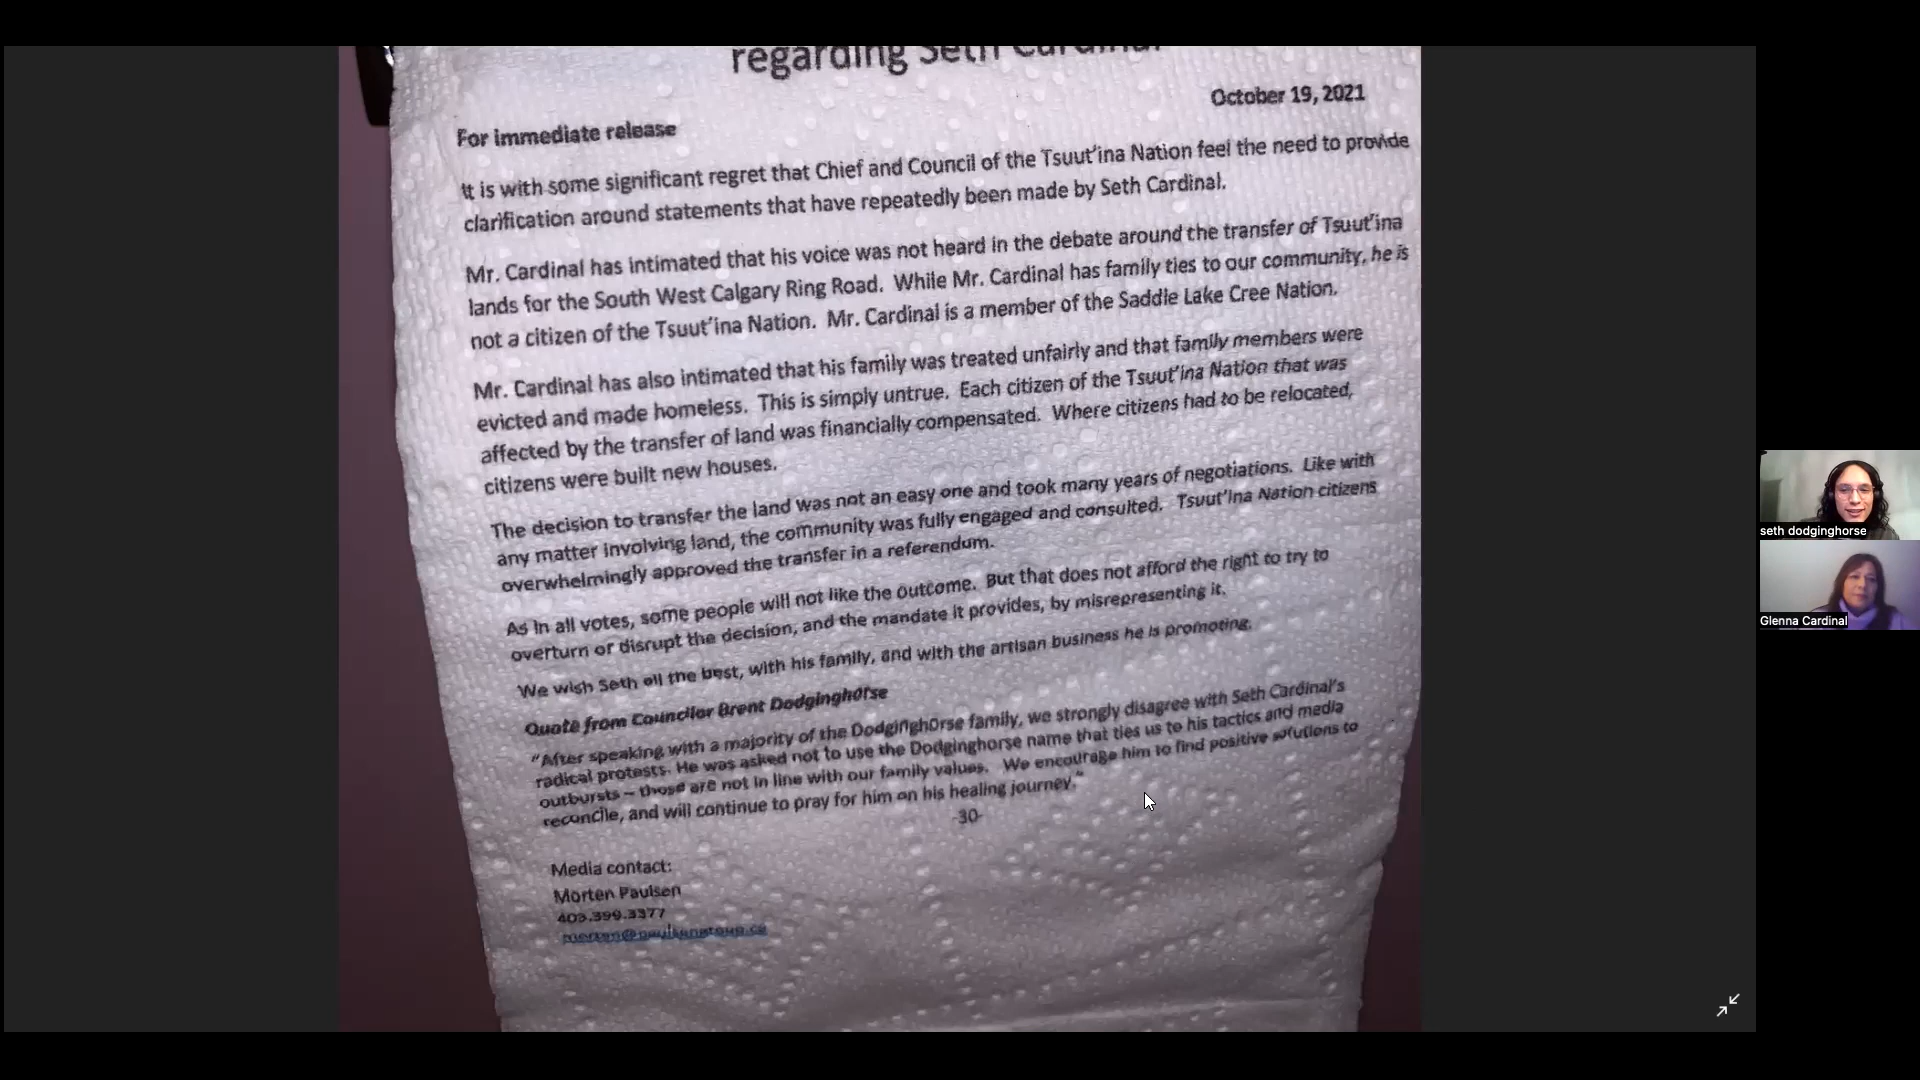 regarding Seth Cardinal
October 19, 2021
For immediate release
It is with some significant regret that Chief and Council of the Tsuut'ina Nation feel the need to provide
clarification around statements that have repeatedly been made by Seth Cardinal.
Mr. Cardinal has intimated that his voice was not heard in the debate around the transfer of Tsuut'ina
lands for the South West Calgary Ring Road. While Mr. Cardinal has family ties to our community, he is
not a citizen of the Tsuut'ina Nation. Mr. Cardinal is a member of the Saddle Lake Cree Nation.
Mr. Cardinal has also intimated that his family was treated unfairly and that family members were
evicted and made homeless. This is simply untrue. Each citizen of the Tsuut'ina Nation that was
affected by the transfer of land was financially compensated. Where citizens had to be relocated,
citizens were built new houses.
The decision to transfer the land was not an easy one and took many years of negotiations. Like with
any matter involving land, the community was fully engaged and consulted. Tsuut'ina Nation citizens
overwhelmingly approved the transfer in a referendum.
As in all votes, some people will not like the outcome. But that does not afford the right to try to
overturn or disrupt the decision, and the mandate it provides, by misrepresenting it.
We wish Seth all the best, with his family, and with the artisan business he is promoting.
Quote from Councilor Brent Dodginghorse
"After speaking with a majority of the Dodginghorse family, we strongly disagree with Seth Cardinal's
radical protests. He was asked not to use the Dodginghorse name that ties us to his tactics and media
outbursts – those are not in line with our family values. We encourage him to find positive solutions to
reconcile, and will continue to pray for him on his healing journey."
-30-
Media contact:
Morten Paulsen
403.399.3377
seth dodginghorse
Glenna Cardinal